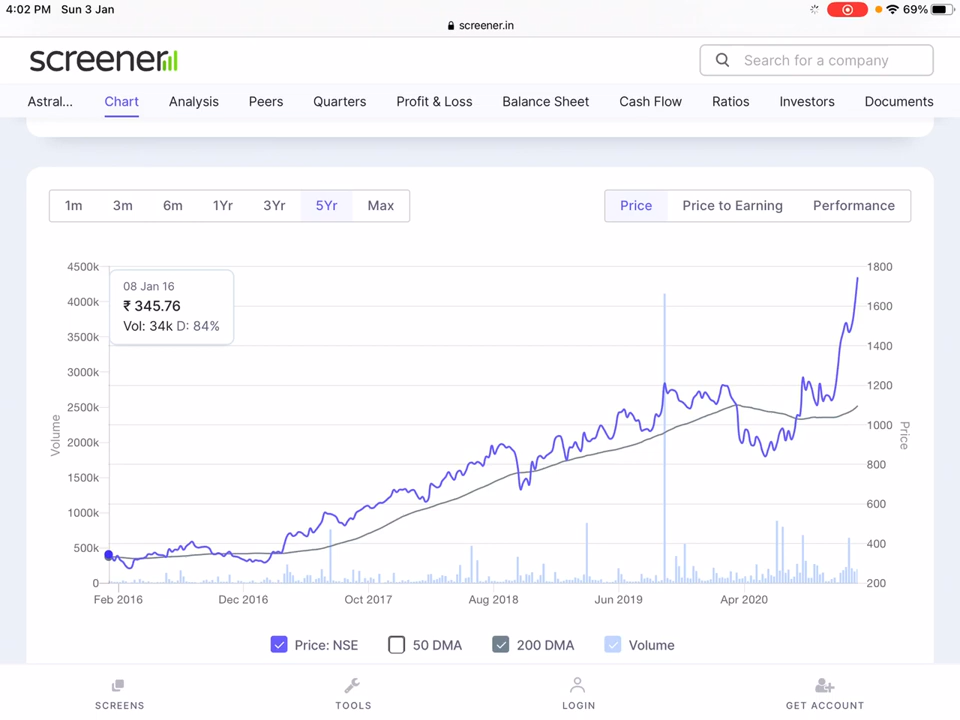 4:02 PM Sun 3 Jan 69%
screener.in
screener Search for a company
Astral... Chart Analysis Peers Quarters Profit & Loss Balance Sheet Cash Flow Ratios Investors Documents
1m 3m 6m 1Yr 3Yr 5Yr Max Price Price to Earning Performance
4500k 1800
08 Jan 16
4000k ₹ 345.76 1600
Vol: 34k D: 84%
3500k 1400
3000k 1200
2500k 1000
Volume Price
2000k 800
1500k 600
1000k 400
500k 200
0
Feb 2016 Dec 2016 Oct 2017 Aug 2018 Jun 2019 Apr 2020
Price: NSE 50 DMA 200 DMA Volume
SCREENS TOOLS LOGIN GET ACCOUNT